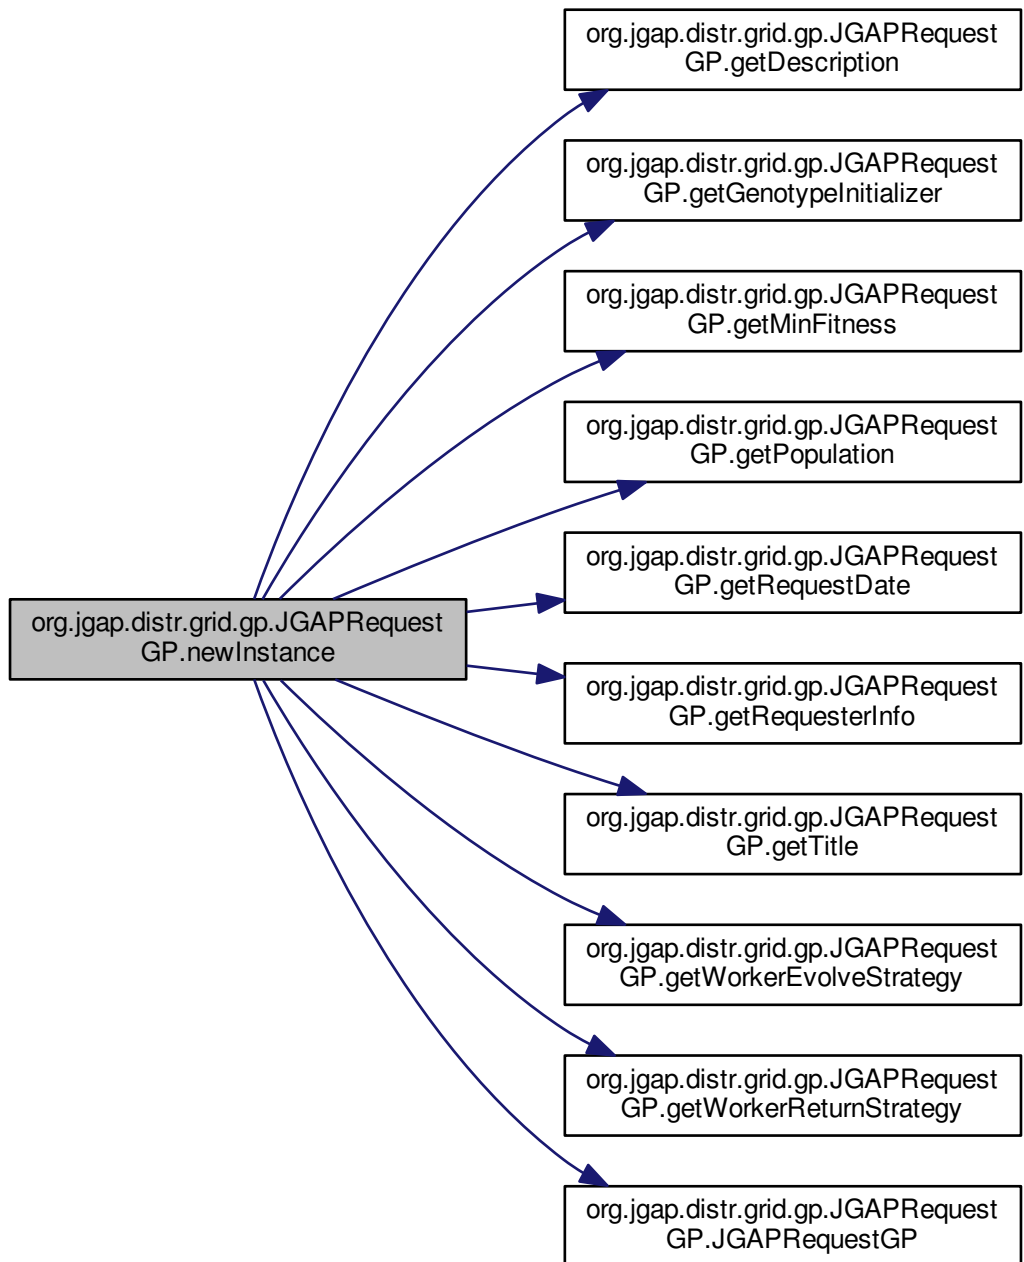 org.jgap.distr.grid.gp.JGAPRequest
GP.getDescription
org.jgap.distr.grid.gp.JGAPRequest
GP.getGenotypeInitializer
org.jgap.distr.grid.gp.JGAPRequest
GP.getMinFitness
org.jgap.distr.grid.gp.JGAPRequest
GP.getPopulation
org.jgap.distr.grid.gp.JGAPRequest
GP.getRequestDate
org.jgap.distr.grid.gp.JGAPRequest
GP.newInstance
org.jgap.distr.grid.gp.JGAPRequest
GP.getRequesterInfo
org.jgap.distr.grid.gp.JGAPRequest
GP.getTitle
org.jgap.distr.grid.gp.JGAPRequest
GP.getWorkerEvolveStrategy
org.jgap.distr.grid.gp.JGAPRequest
GP.getWorkerReturnStrategy
org.jgap.distr.grid.gp.JGAPRequest
GP.JGAPRequestGP